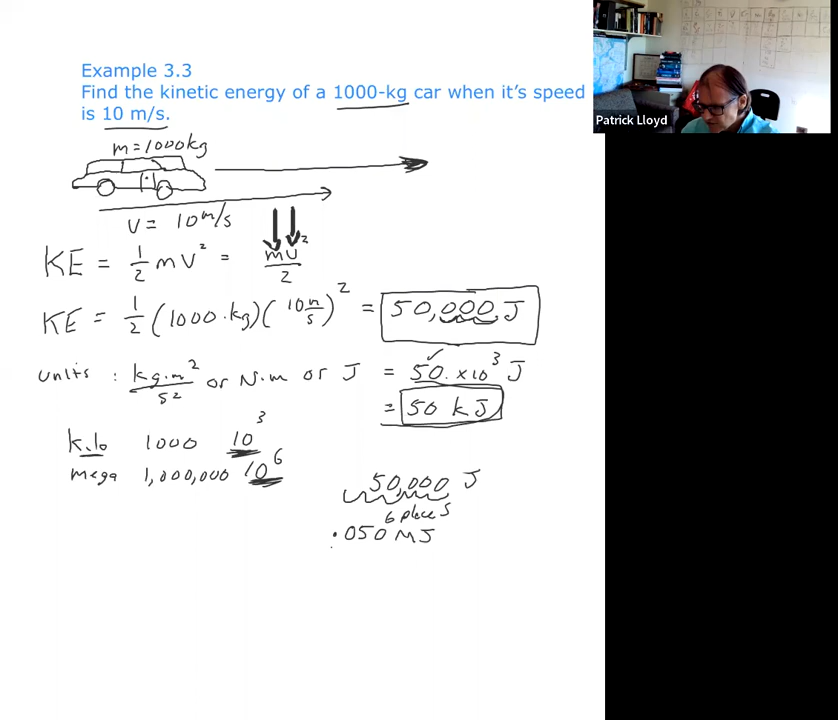 Example 3.3
Find the kinetic energy of a 1000-kg car when it's speed
is 10 m/s.
Patrick Lloyd
m = 1000kg
v = 10 m/s
KE = 1/2 mv² = mv²/2
KE = 1/2 (1000·kg)(10 m/s)² = 50,000 J
units : kg·m²/s² or N·m or J = 50. ×10³ J
= 50 kJ
kilo 1000 10³
mega 1,000,000 10⁶
50,000 J
6 places
.050 MJ